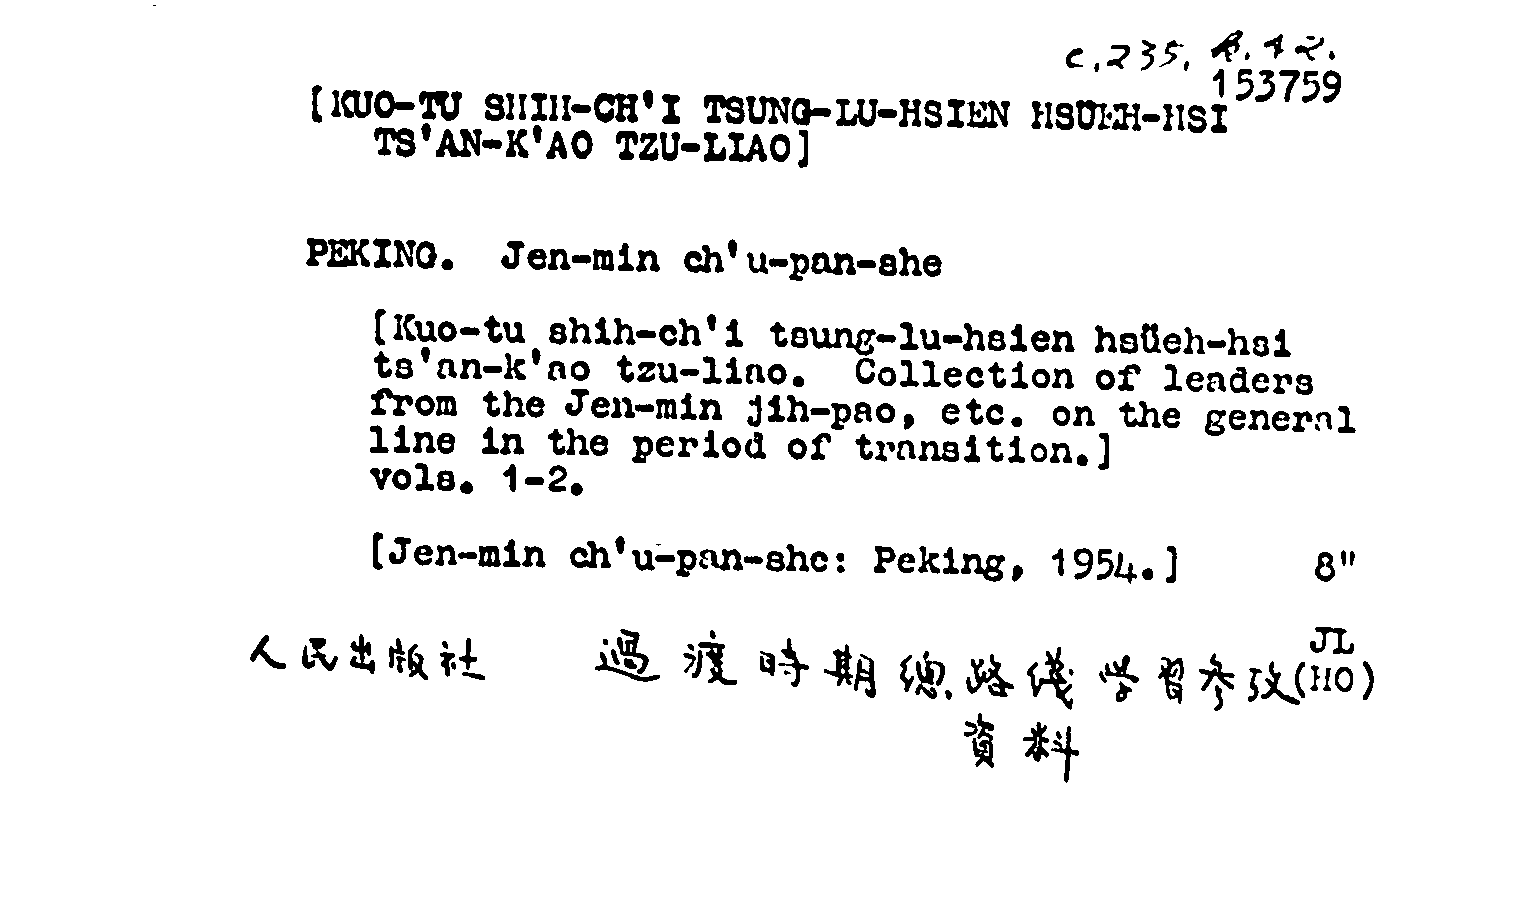 c.235. a.12.
153759
[KUO-TU SHIH-CH'I TSUNG-LU-HSIEN HSÜEH-HSI
TS'AN-K'AO TZU-LIAO]
PEKING. Jen-min ch'u-pan-she
[Kuo-tu shih-ch'i tsung-lu-hsien hsüeh-hsi
ts'an-k'ao tzu-liao. Collection of leaders
from the Jen-min jih-pao, etc. on the general
line in the period of transition.]
vols. 1-2.
[Jen-min ch'u-pan-she: Peking, 1954.] 8"
JL
人民出版社 過渡時期總路綫学習参攷(HO)
資料